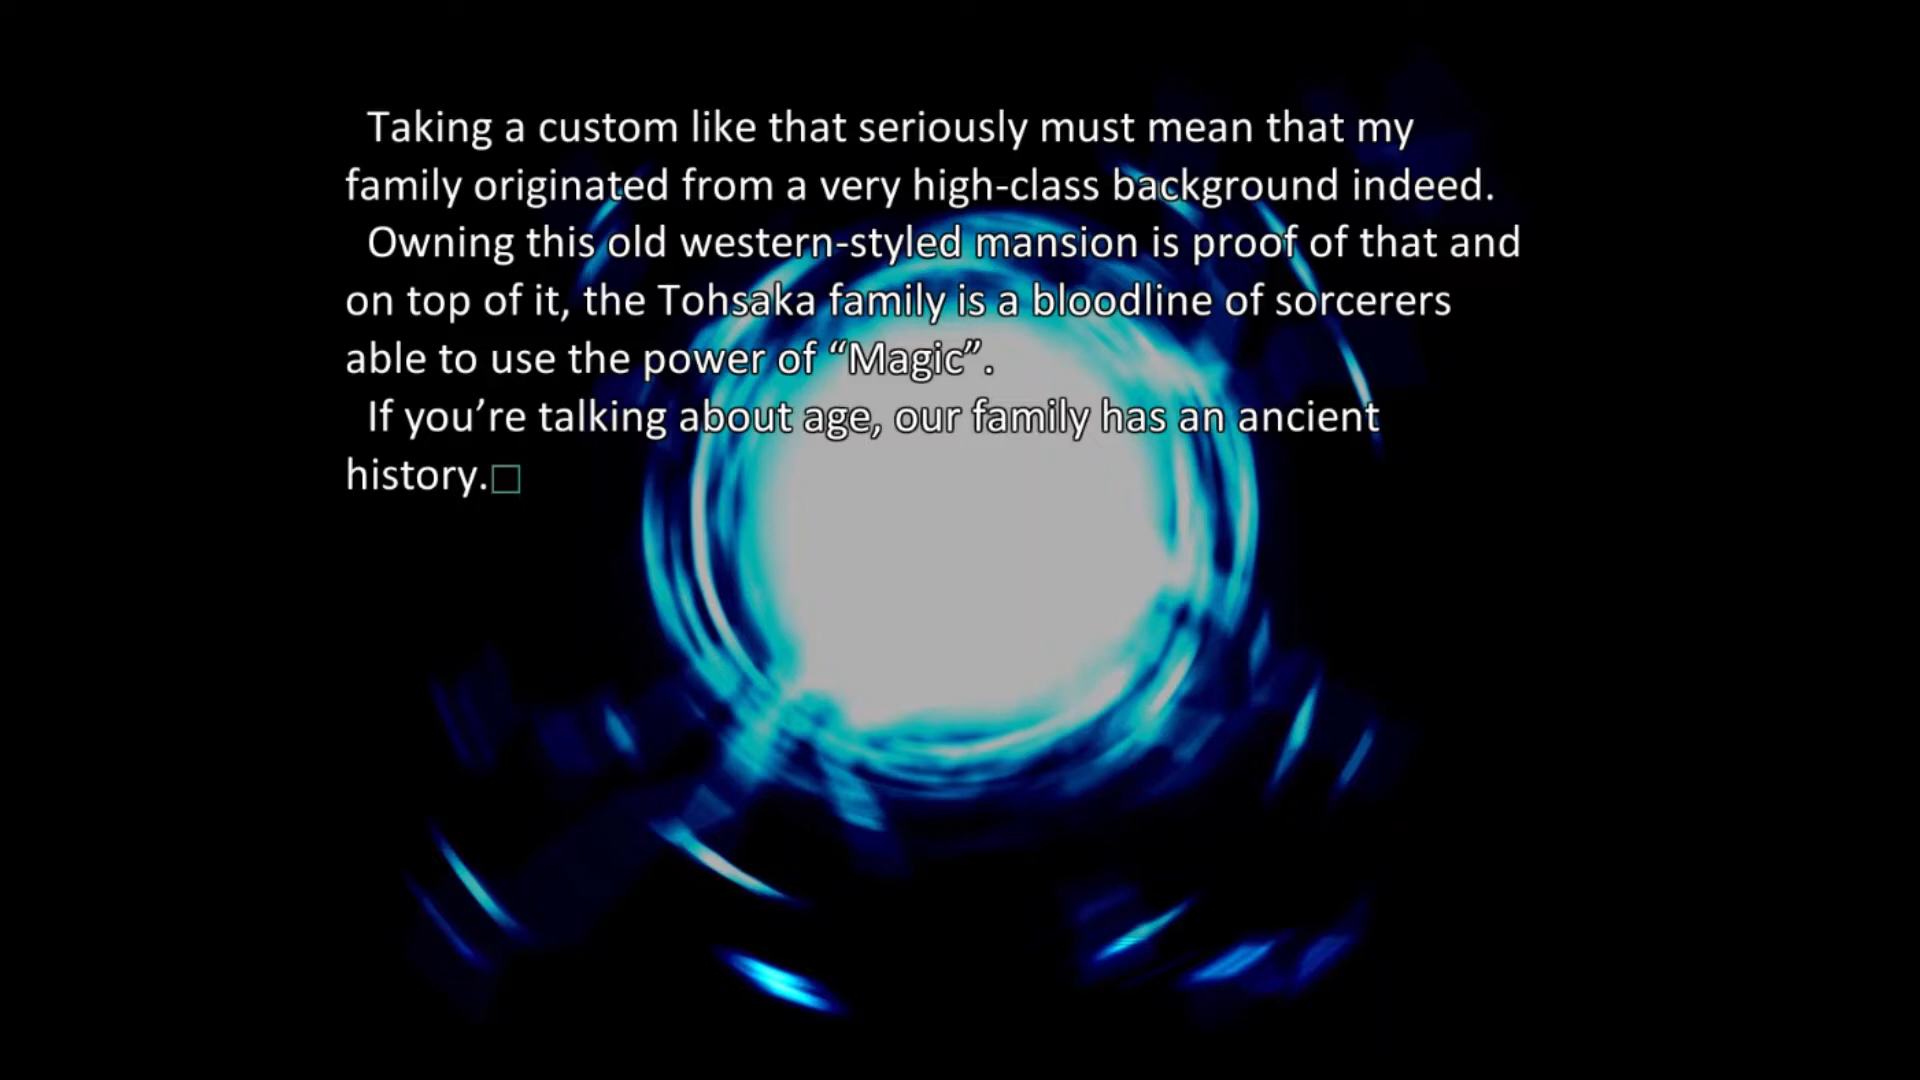 Taking a custom like that seriously must mean that my
family originated from a very high-class background indeed.
Owning this old western-styled mansion is proof of that and
on top of it, the Tohsaka family is a bloodline of sorcerers
able to use the power of “Magic”.
If you’re talking about age, our family has an ancient
history.